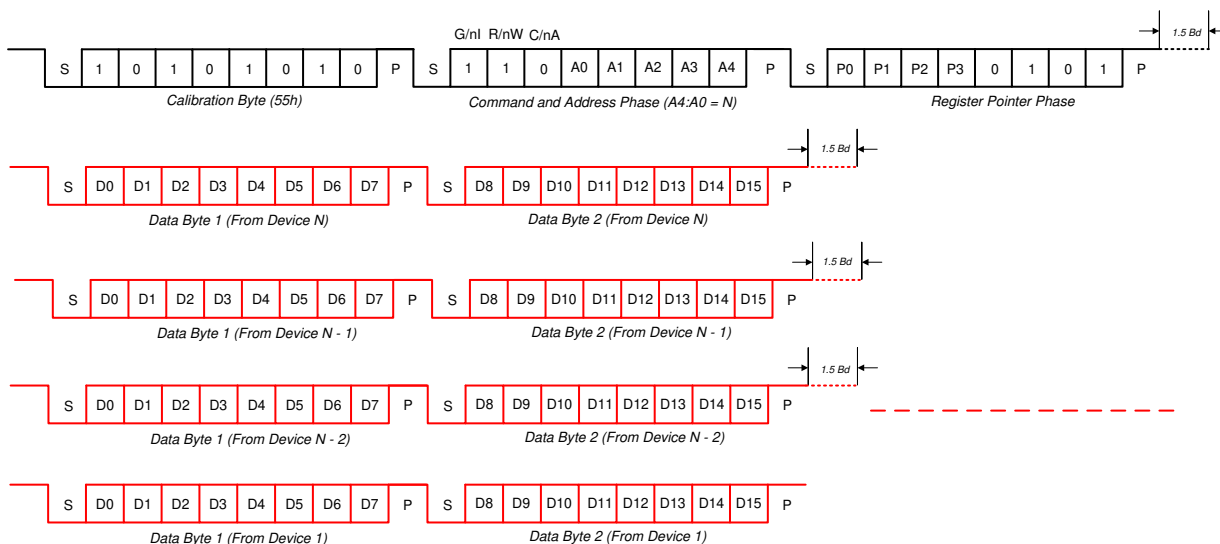 G/nI R/nW C/nA 1.5 Bd
S 1 0 1 0 1 0 1 0 P S 1 1 0 A0 A1 A2 A3 A4 P S P0 P1 P2 P3 0 1 0 1 P
Calibration Byte (55h) Command and Address Phase (A4:A0 = N) Register Pointer Phase
1.5 Bd
S D0 D1 D2 D3 D4 D5 D6 D7 P S D8 D9 D10 D11 D12 D13 D14 D15 P
Data Byte 1 (From Device N) Data Byte 2 (From Device N)
1.5 Bd
S D0 D1 D2 D3 D4 D5 D6 D7 P S D8 D9 D10 D11 D12 D13 D14 D15 P
Data Byte 1 (From Device N - 1) Data Byte 2 (From Device N - 1)
1.5 Bd
S D0 D1 D2 D3 D4 D5 D6 D7 P S D8 D9 D10 D11 D12 D13 D14 D15 P
Data Byte 1 (From Device N - 2) Data Byte 2 (From Device N - 2)
S D0 D1 D2 D3 D4 D5 D6 D7 P S D8 D9 D10 D11 D12 D13 D14 D15 P
Data Byte 1 (From Device 1) Data Byte 2 (From Device 1)